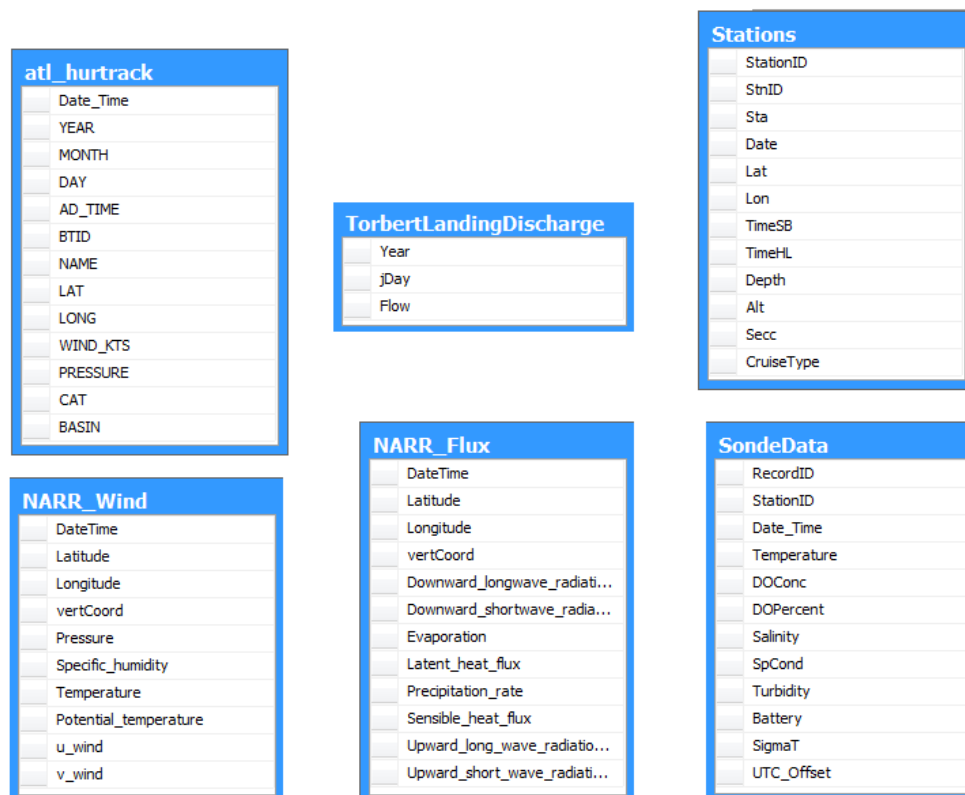 atl_hurtrack
Date_Time
YEAR
MONTH
DAY
AD_TIME
BTID
NAME
LAT
LONG
WIND_KTS
PRESSURE
CAT
BASIN
TorbertLandingDischarge
Year
jDay
Flow
Stations
StationID
StnID
Sta
Date
Lat
Lon
TimeSB
TimeHL
Depth
Alt
Secc
CruiseType
NARR_Wind
DateTime
Latitude
Longitude
vertCoord
Pressure
Specific_humidity
Temperature
Potential_temperature
u_wind
v_wind
NARR_Flux
DateTime
Latitude
Longitude
vertCoord
Downward_longwave_radiati...
Downward_shortwave_radia...
Evaporation
Latent_heat_flux
Precipitation_rate
Sensible_heat_flux
Upward_long_wave_radiatio...
Upward_short_wave_radiati...
SondeData
RecordID
StationID
Date_Time
Temperature
DOConc
DOPercent
Salinity
SpCond
Turbidity
Battery
SigmaT
UTC_Offset